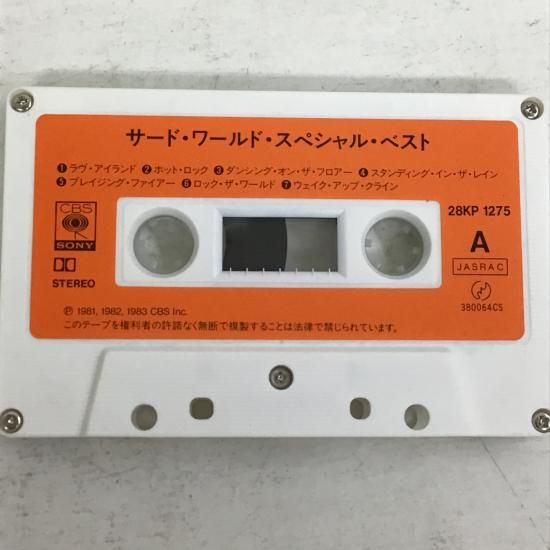 サード・ワールド・スペシャル・ベスト
❶ラヴ・アイランド ❷ホット・ロック ❸ダンシング・オン・ザ・フロアー ❹スタンディング・イン・ザ・レイン
❺ブレイジング・ファイアー ❻ロック・ザ・ワールド ❼ウェイク・アップ・クライン
CBS
SONY
STEREO
28KP 1275
A
JASRAC
380064CS
Ⓟ 1981, 1982, 1983 CBS Inc.
このテープを権利者の許諾なく無断で複製することは法律で禁じられています。